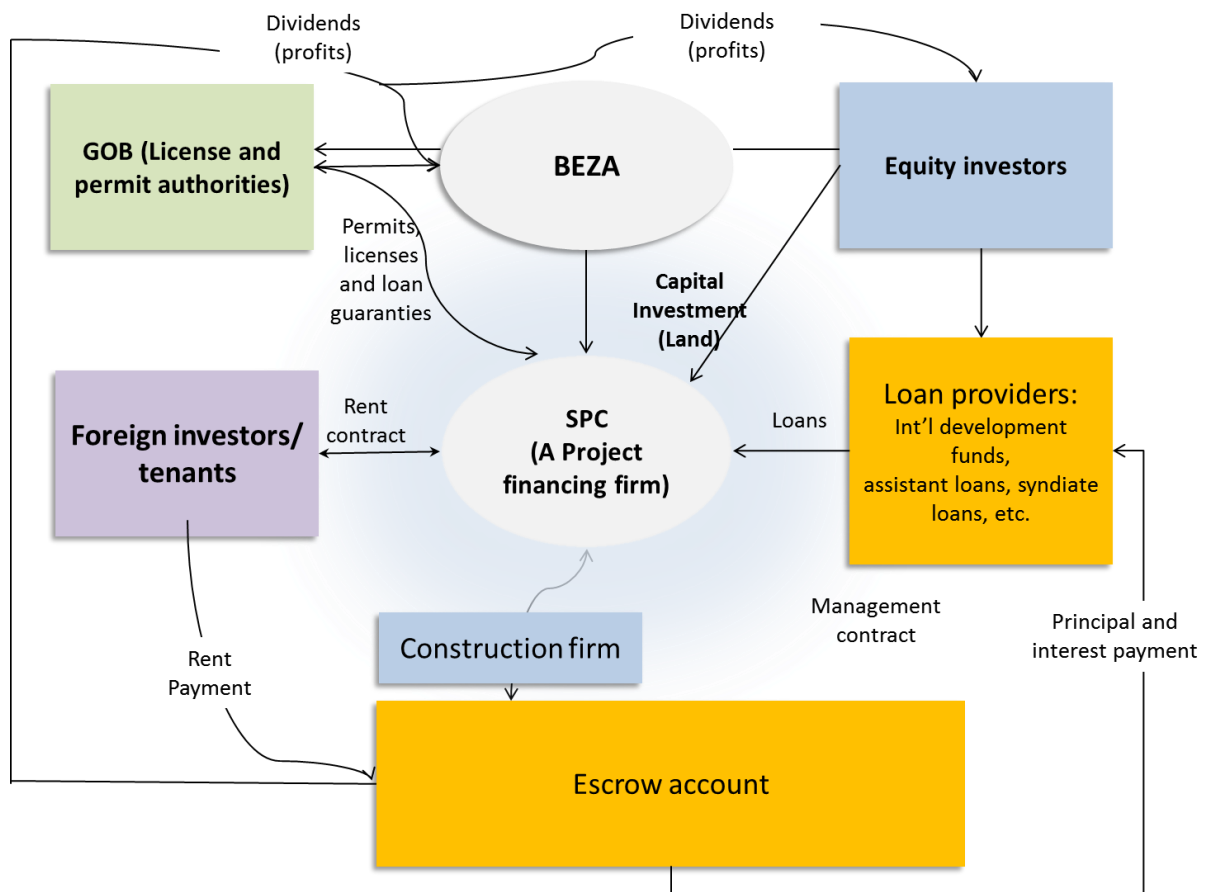 Dividends
(profits)
Dividends
(profits)
GOB (License and
permit authorities)
BEZA
Equity investors
Permits,
licenses
and loan
guaranties
Capital
Investment
(Land)
Foreign investors/
tenants
Rent
contract
SPC
(A Project
financing firm)
Loans
Loan providers:
Int'l development
funds,
assistant loans, syndiate
loans, etc.
Management
contract
Principal and
interest payment
Construction firm
Rent
Payment
Escrow account